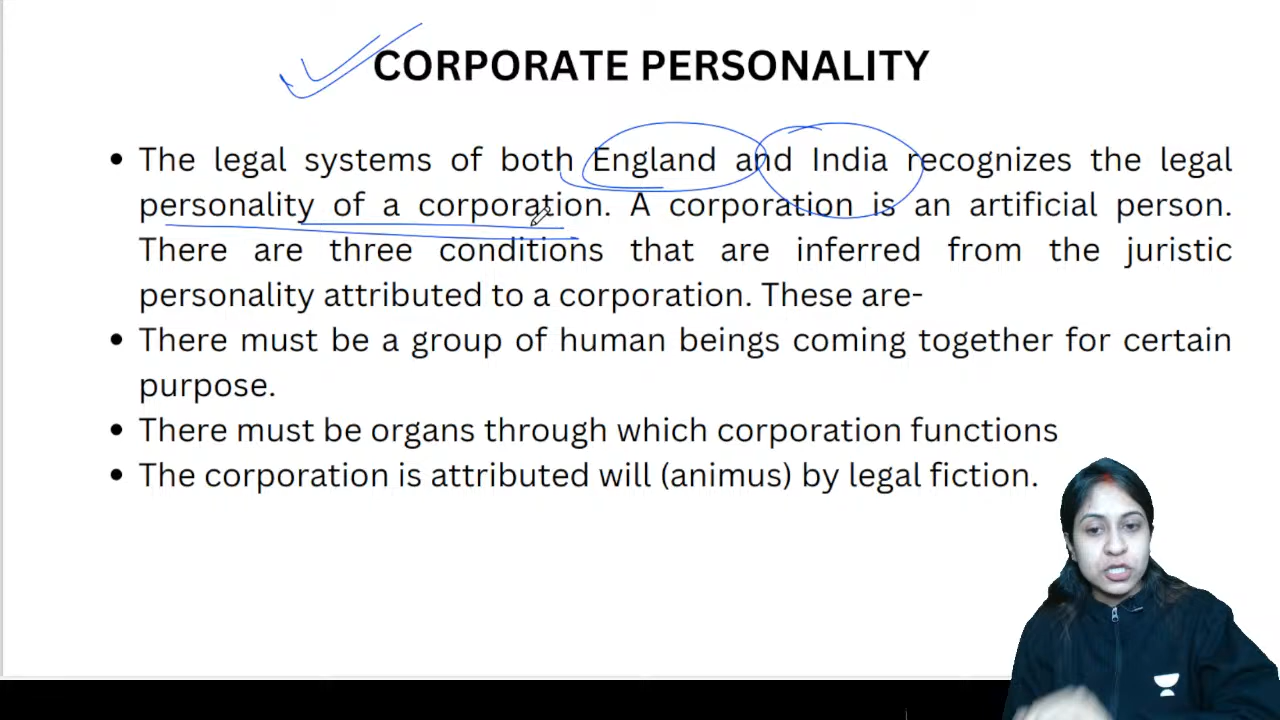 CORPORATE PERSONALITY
• The legal systems of both England and India recognizes the legal
personality of a corporation. A corporation is an artificial person.
There are three conditions that are inferred from the juristic
personality attributed to a corporation. These are-
• There must be a group of human beings coming together for certain
purpose.
• There must be organs through which corporation functions
• The corporation is attributed will (animus) by legal fiction.